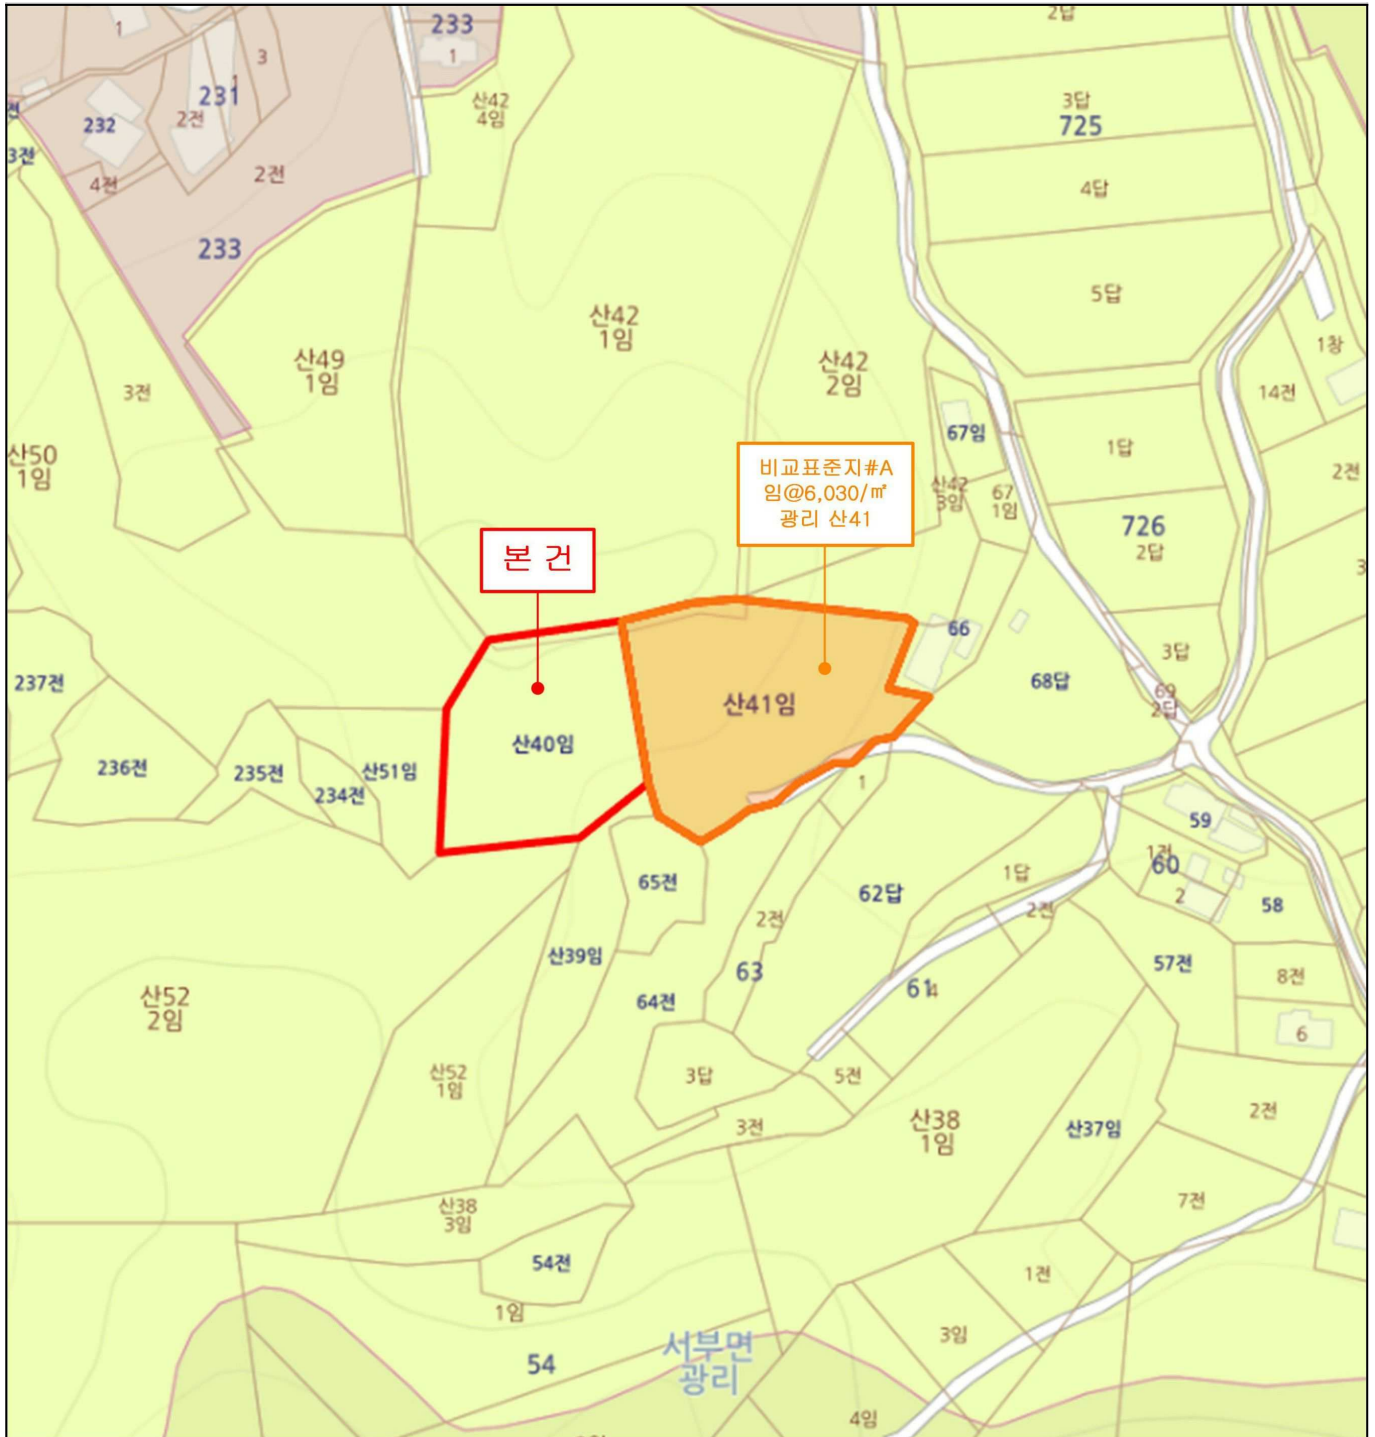 233
1
1
3
231
1
2전
232
3전
4전
2전
233
산42
4임
2답
3답
725
4답
5답
산42
1임
산49
1임
산42
2임
3전
산50
1임
1창
14전
2전
67임
1답
비교표준지#A
임@6,030/㎡
광리 산41
산42
3임
67
1임
726
2답
본 건
66
3답
68답
69
2답
237전
236전
235전
234전
산51임
산40임
산41임
1
59
1전
60
2
58
65전
62답
1답
2전
2전
63
산39임
64전
61
4
57전
8전
6
산52
2임
산52
1임
3답
5전
3전
산38
1임
산37임
2전
7전
산38
3임
54전
1임
54
1전
3임
서부면
광리
4임